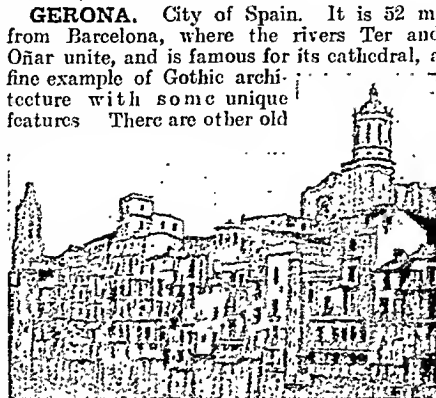 GERONA. City of Spain. It is 52 m
from Barcelona, where the rivers Ter and
Oñar unite, and is famous for its cathedral, a
fine example of Gothic archi-
tecture with some unique
features There are other old